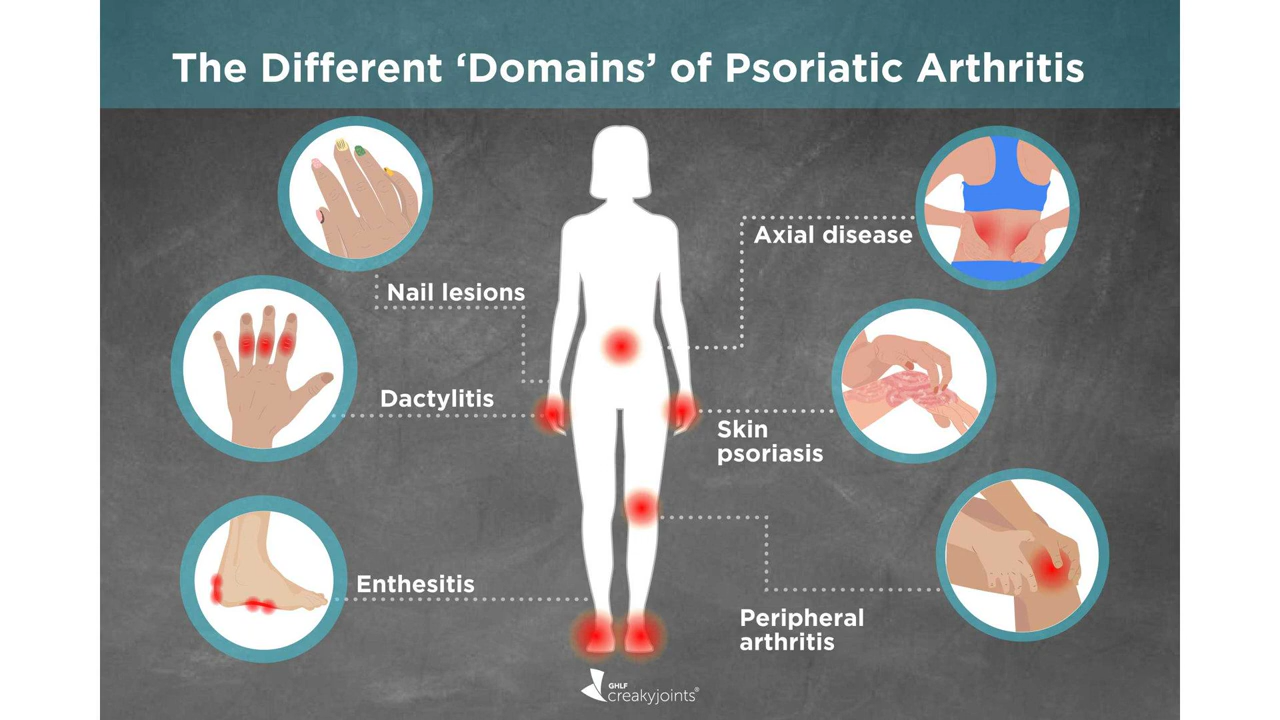 The Different ‘Domains’ of Psoriatic Arthritis
Nail lesions
Axial disease
Dactylitis
Skin
psoriasis
Enthesitis
Peripheral
arthritis
GHLF
creakyjoints®